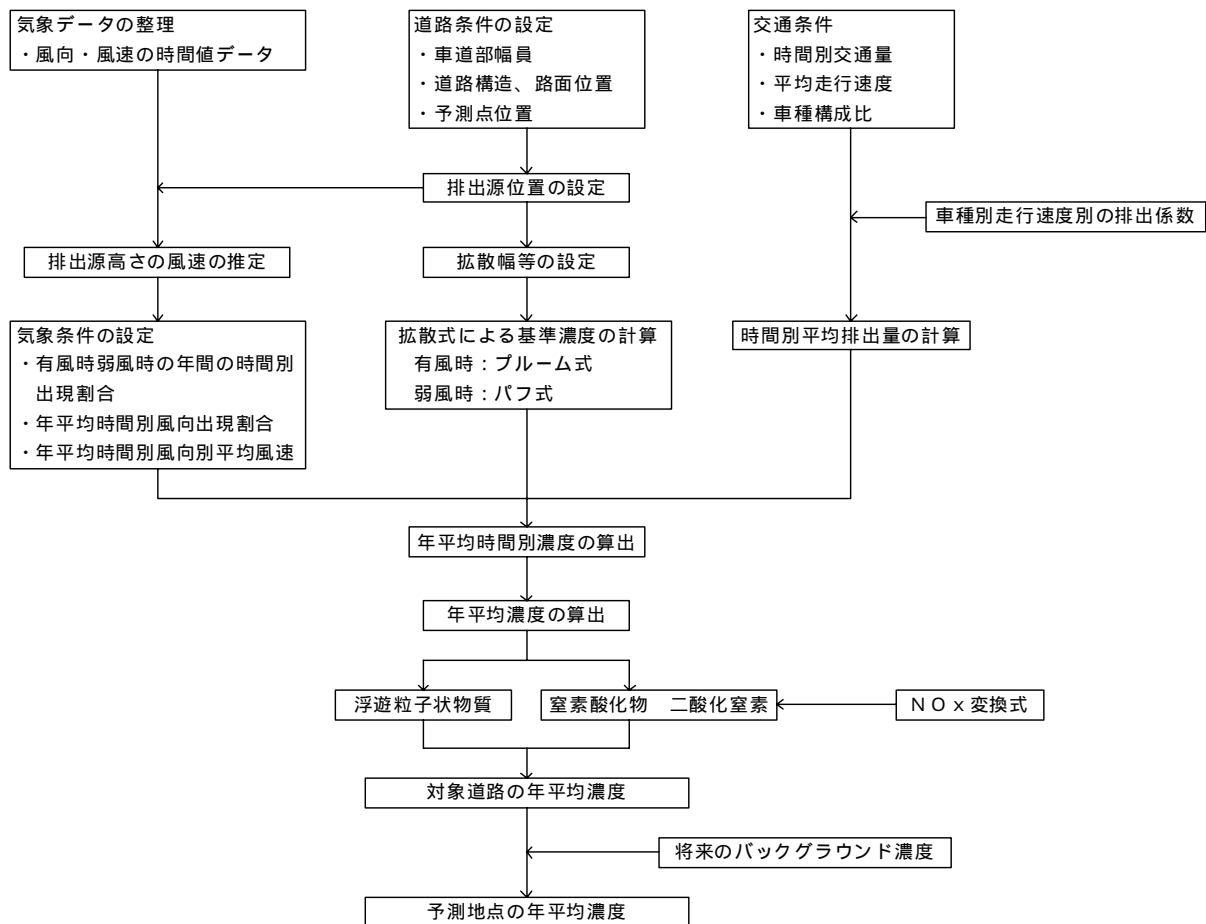 気象データの整理
・風向・風速の時間値データ
道路条件の設定
・車道部幅員
・道路構造、路面位置
・予測点位置
交通条件
・時間別交通量
・平均走行速度
・車種構成比
排出源位置の設定
車種別走行速度別の排出係数
排出源高さの風速の推定
拡散幅等の設定
気象条件の設定
・有風時弱風時の年間の時間別
出現割合
・年平均時間別風向出現割合
・年平均時間別風向別平均風速
拡散式による基準濃度の計算
有風時：プルーム式
弱風時：パフ式
時間別平均排出量の計算
年平均時間別濃度の算出
年平均濃度の算出
浮遊粒子状物質
窒素酸化物　二酸化窒素
ＮＯｘ変換式
対象道路の年平均濃度
将来のバックグラウンド濃度
予測地点の年平均濃度